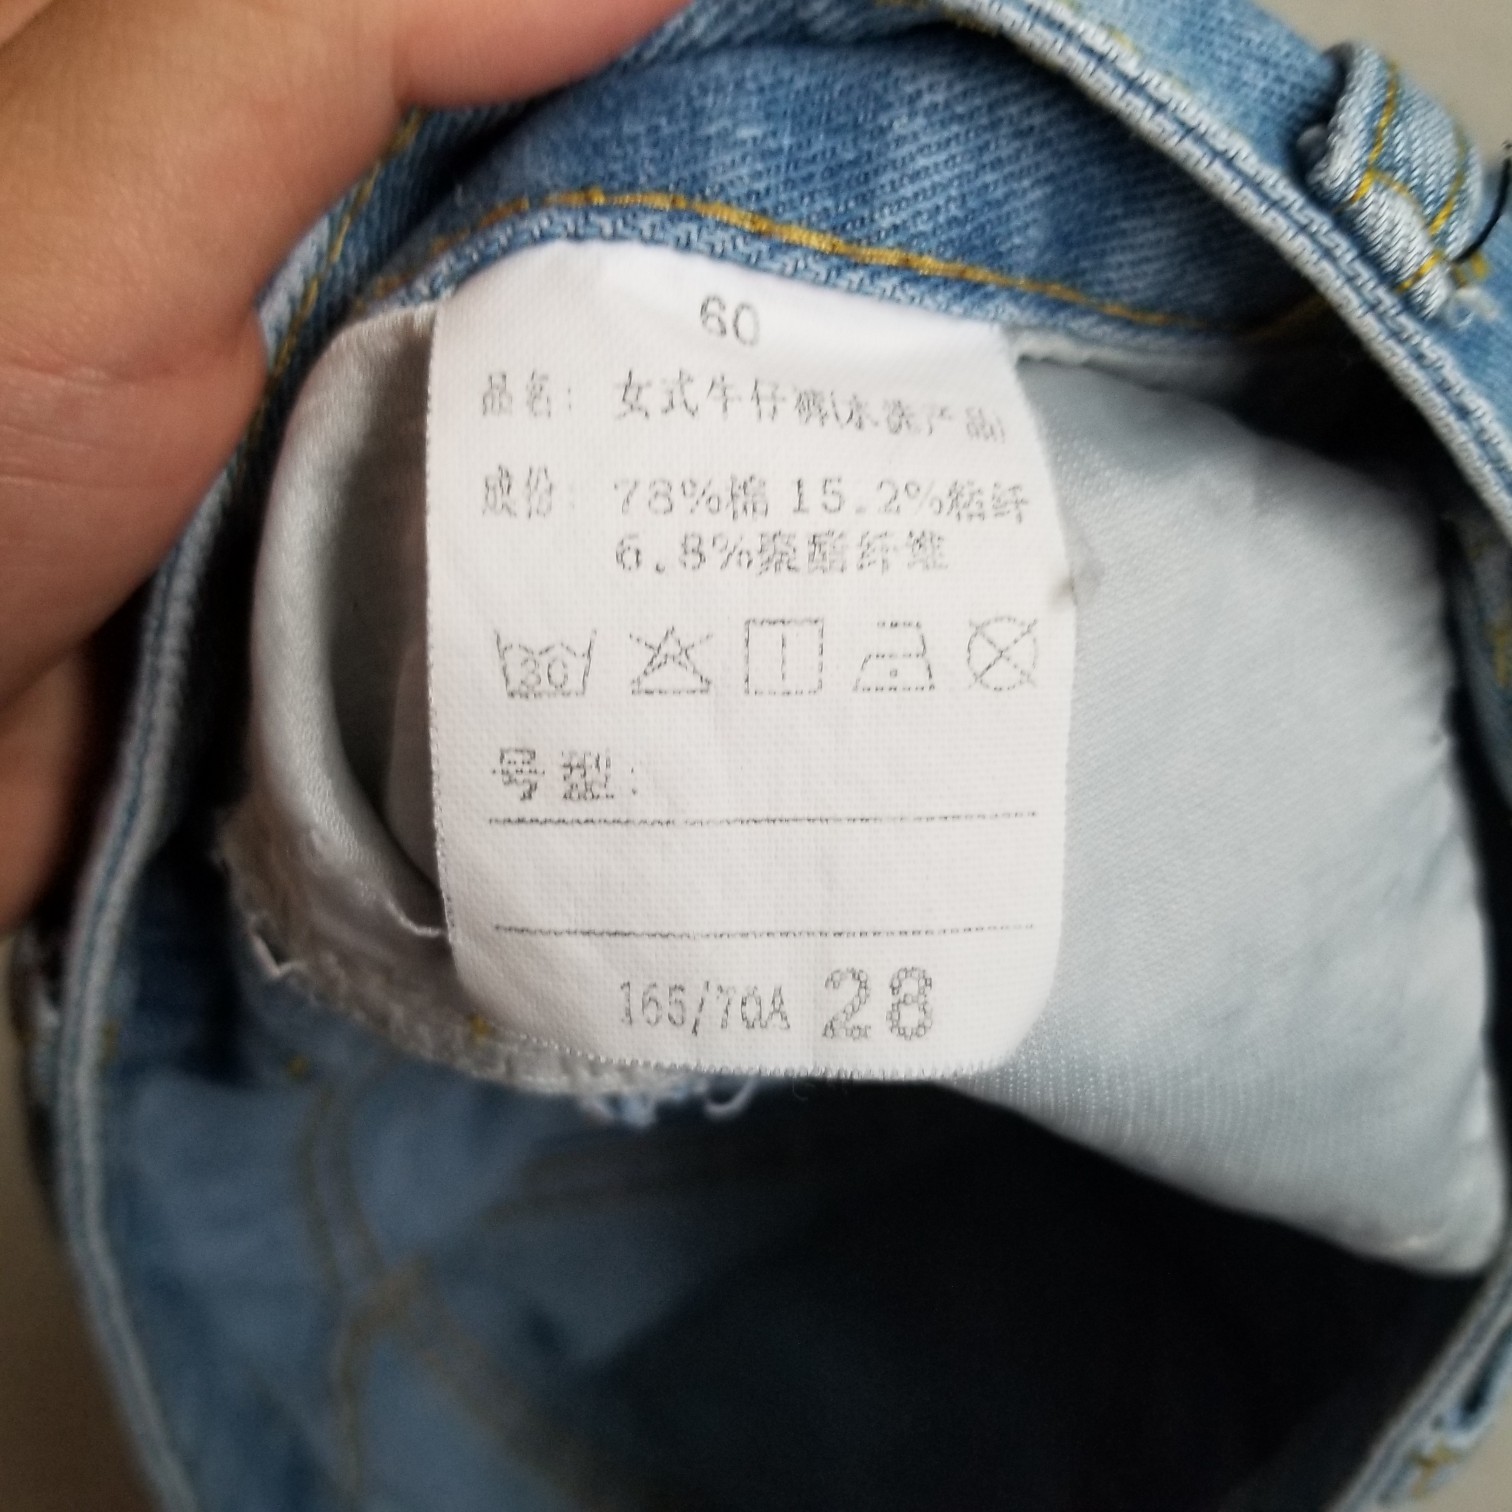 60
品名: 女式牛仔裤(水洗产品)
成份: 78%棉 15.2%粘纤
6.8%聚酯纤维
30
号型:
165/70A 28